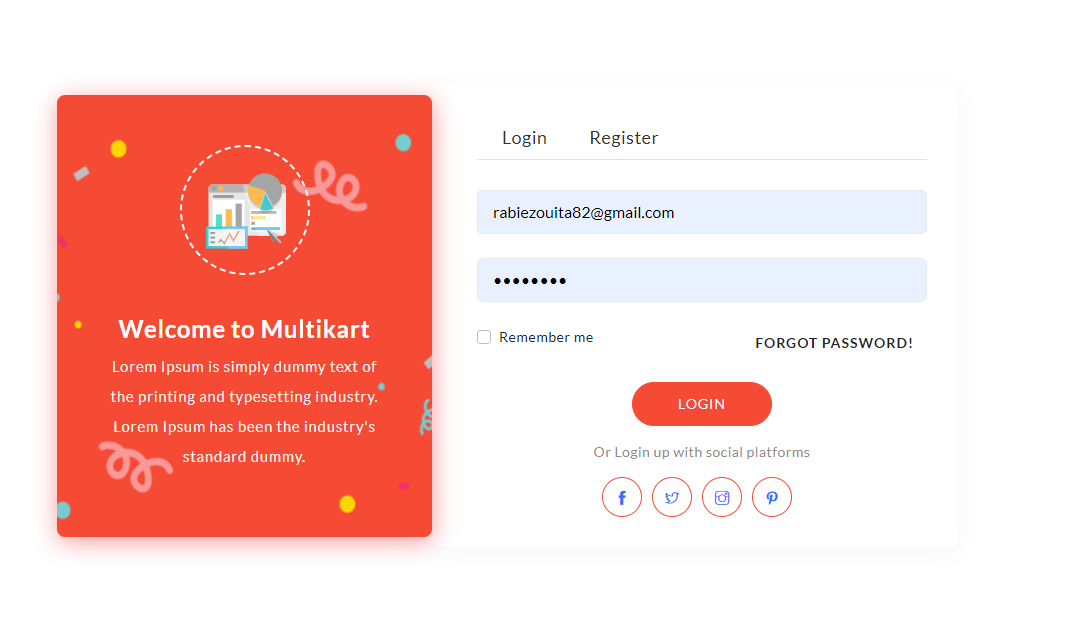 Welcome to Multikart
Lorem Ipsum is simply dummy text of
the printing and typesetting industry.
Lorem Ipsum has been the industry's
standard dummy.
Login Register
rabiezouita82@gmail.com
••••••••
Remember me
FORGOT PASSWORD!
LOGIN
Or Login up with social platforms